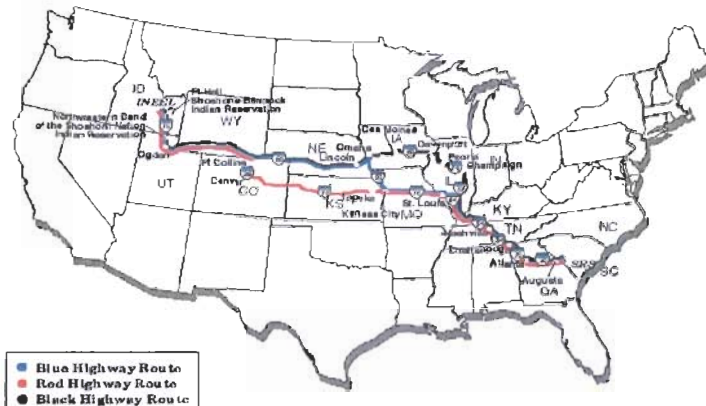 ID
INEEL
Ft Hall
Shoshone Bannock
Indian Reservation
WY
Northwestern Band
of the Shoshoni Nation
Indian Reservation
Ogden
UT
Ft Collins
Denver
CO
NE
Omaha
Lincoln
Des Moines
IA
Davenport
Peoria
Champaign
IL
IN
KS
Topeka
Kansas City
MO
St. Louis
KY
Nashville
TN
Chattanooga
NC
Atlanta
SRS
SC
Augusta
GA
Blue Highway Route
Red Highway Route
Black Highway Route